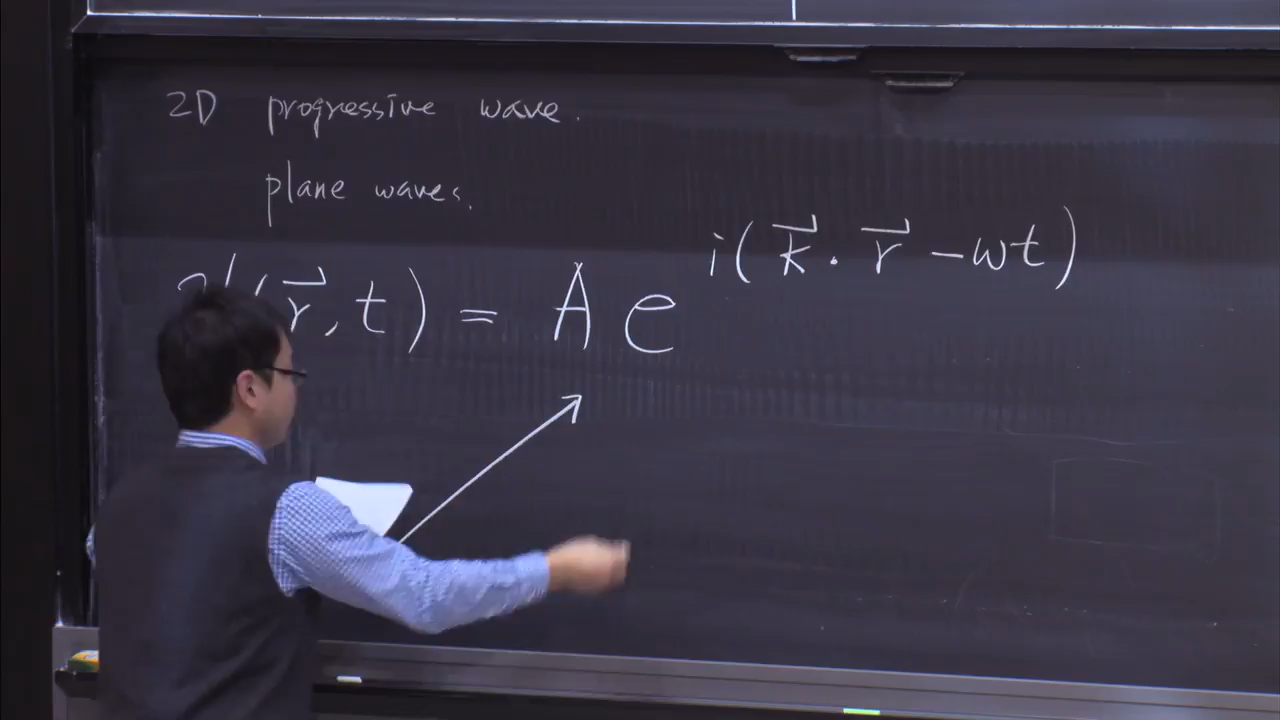 2D progressive wave.
plane waves.
(r⃗, t) = A e^{i(k⃗ · r⃗ - ωt)}